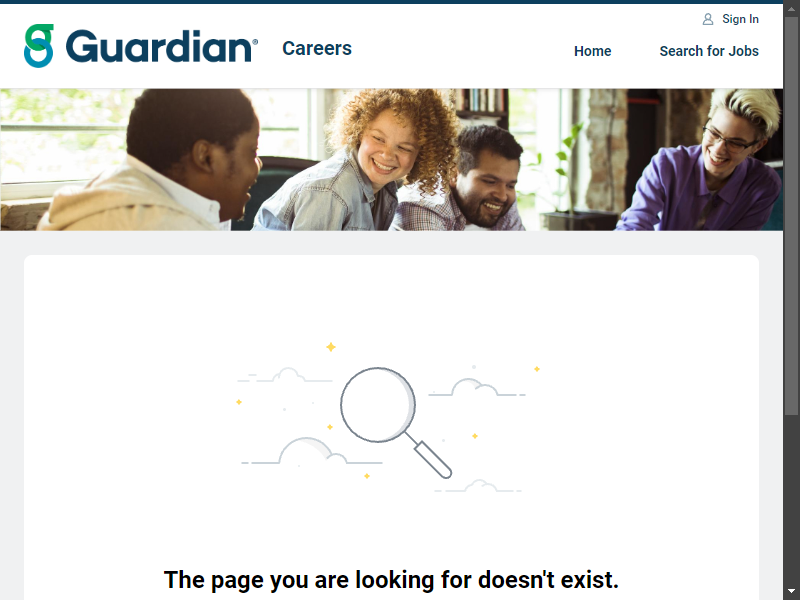 Sign In
Guardian® Careers
Home Search for Jobs
The page you are looking for doesn't exist.